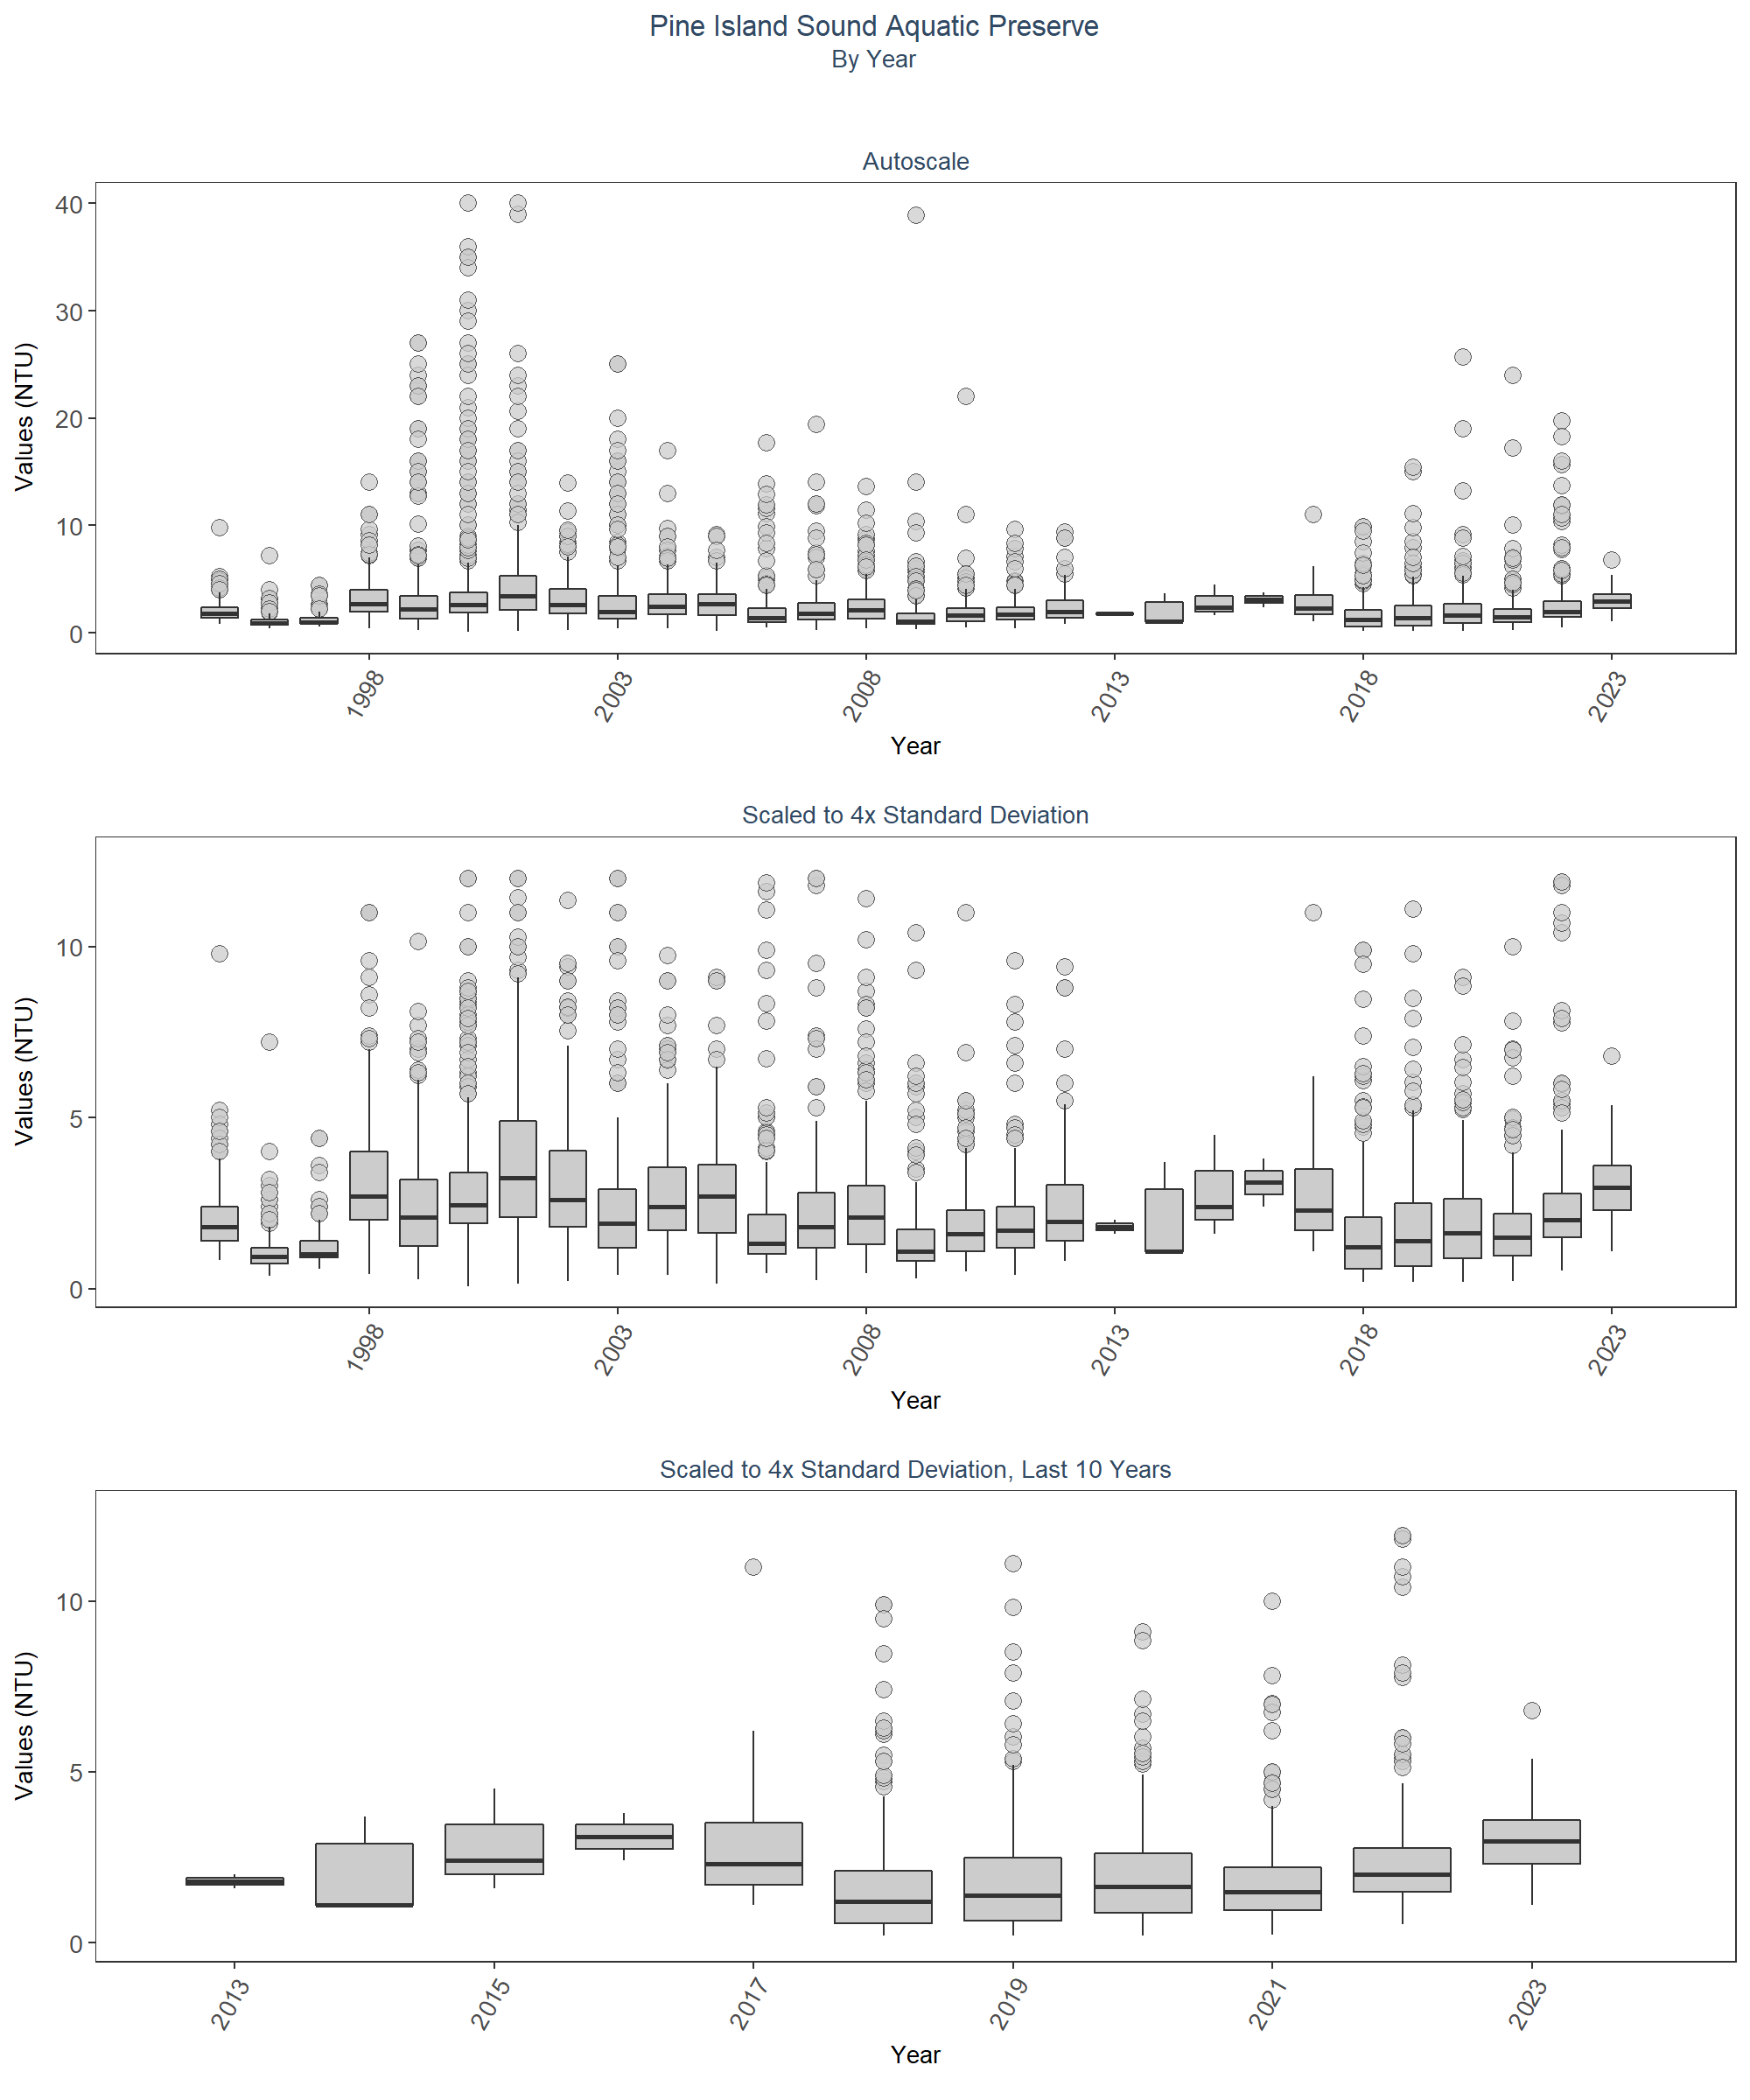 Pine Island Sound Aquatic Preserve
By Year
Autoscale
Values (NTU)
40
30
20
10
0
1998
2003
2008
2013
2018
2023
Year
Scaled to 4x Standard Deviation
Values (NTU)
10
5
0
1998
2003
2008
2013
2018
2023
Year
Scaled to 4x Standard Deviation, Last 10 Years
Values (NTU)
10
5
0
2013
2015
2017
2019
2021
2023
Year